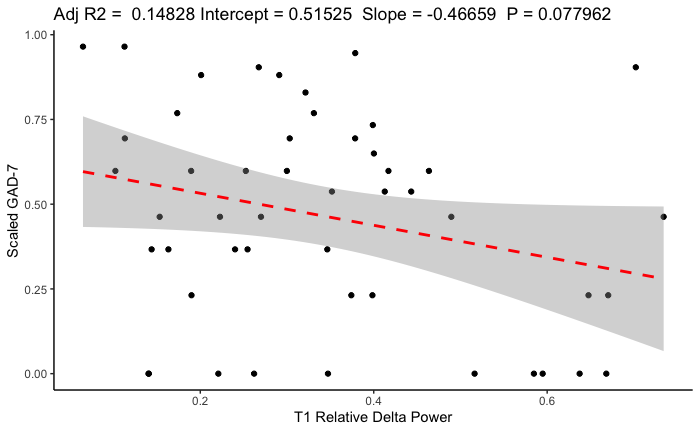 Adj R2 =  0.14828 Intercept = 0.51525  Slope = -0.46659  P = 0.077962
1.00
0.75
0.50
0.25
0.00
Scaled GAD-7
0.2 0.4 0.6
T1 Relative Delta Power